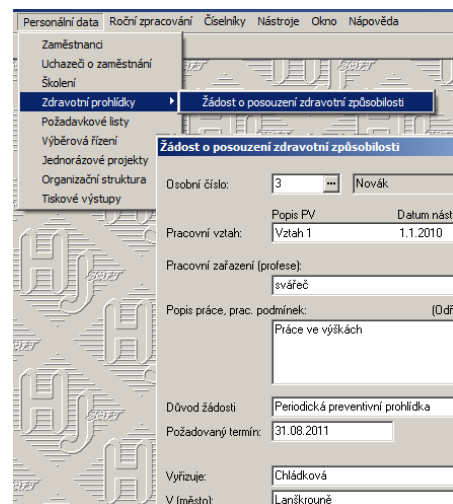 Personální data Roční zpracování Číselníky Nástroje Okno Nápověda
Zaměstnanci
Uchazeči o zaměstnání
Školení
Zdravotní prohlídky Žádost o posouzení zdravotní způsobilosti
Požadavkové listy
Výběrová řízení
Jednorázové projekty
Organizační struktura
Tiskové výstupy
Žádost o posouzení zdravotní způsobilosti
Osobní číslo: 3 ... Novák
Popis PV Datum nást
Pracovní vztah: Vztah 1 1.1.2010
Pracovní zařazení (profese):
svářeč
Popis práce, prac. podmínek: (Odř
Práce ve výškách
Důvod žádosti Periodická preventivní prohlídka
Požadovaný termín: 31.08.2011
Vyřizuje: Chládková
V (město): Lanškrouně
HJ
SOFT